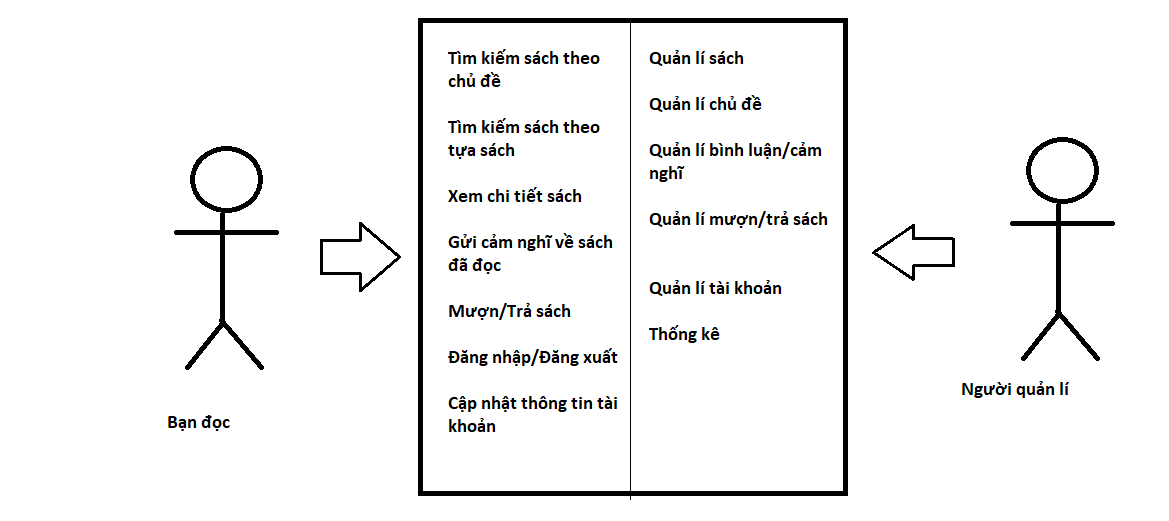 Tìm kiếm sách theo
chủ đề
Tìm kiếm sách theo
tựa sách
Xem chi tiết sách
Gửi cảm nghĩ về sách
đã đọc
Mượn/Trả sách
Đăng nhập/Đăng xuất
Cập nhật thông tin tài
khoản
Quản lí sách
Quản lí chủ đề
Quản lí bình luận/cảm
nghĩ
Quản lí mượn/trả sách
Quản lí tài khoản
Thống kê
Bạn đọc
Người quản lí